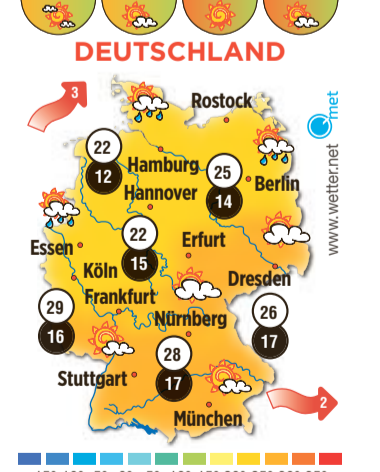 DEUTSCHLAND
3
Rostock
met
www.wetter.net
22
12
Hamburg
25
14
Berlin
Hannover
22
15
Essen
Erfurt
Köln
Dresden
Frankfurt
29
16
26
17
Nürnberg
28
17
Stuttgart
2
München